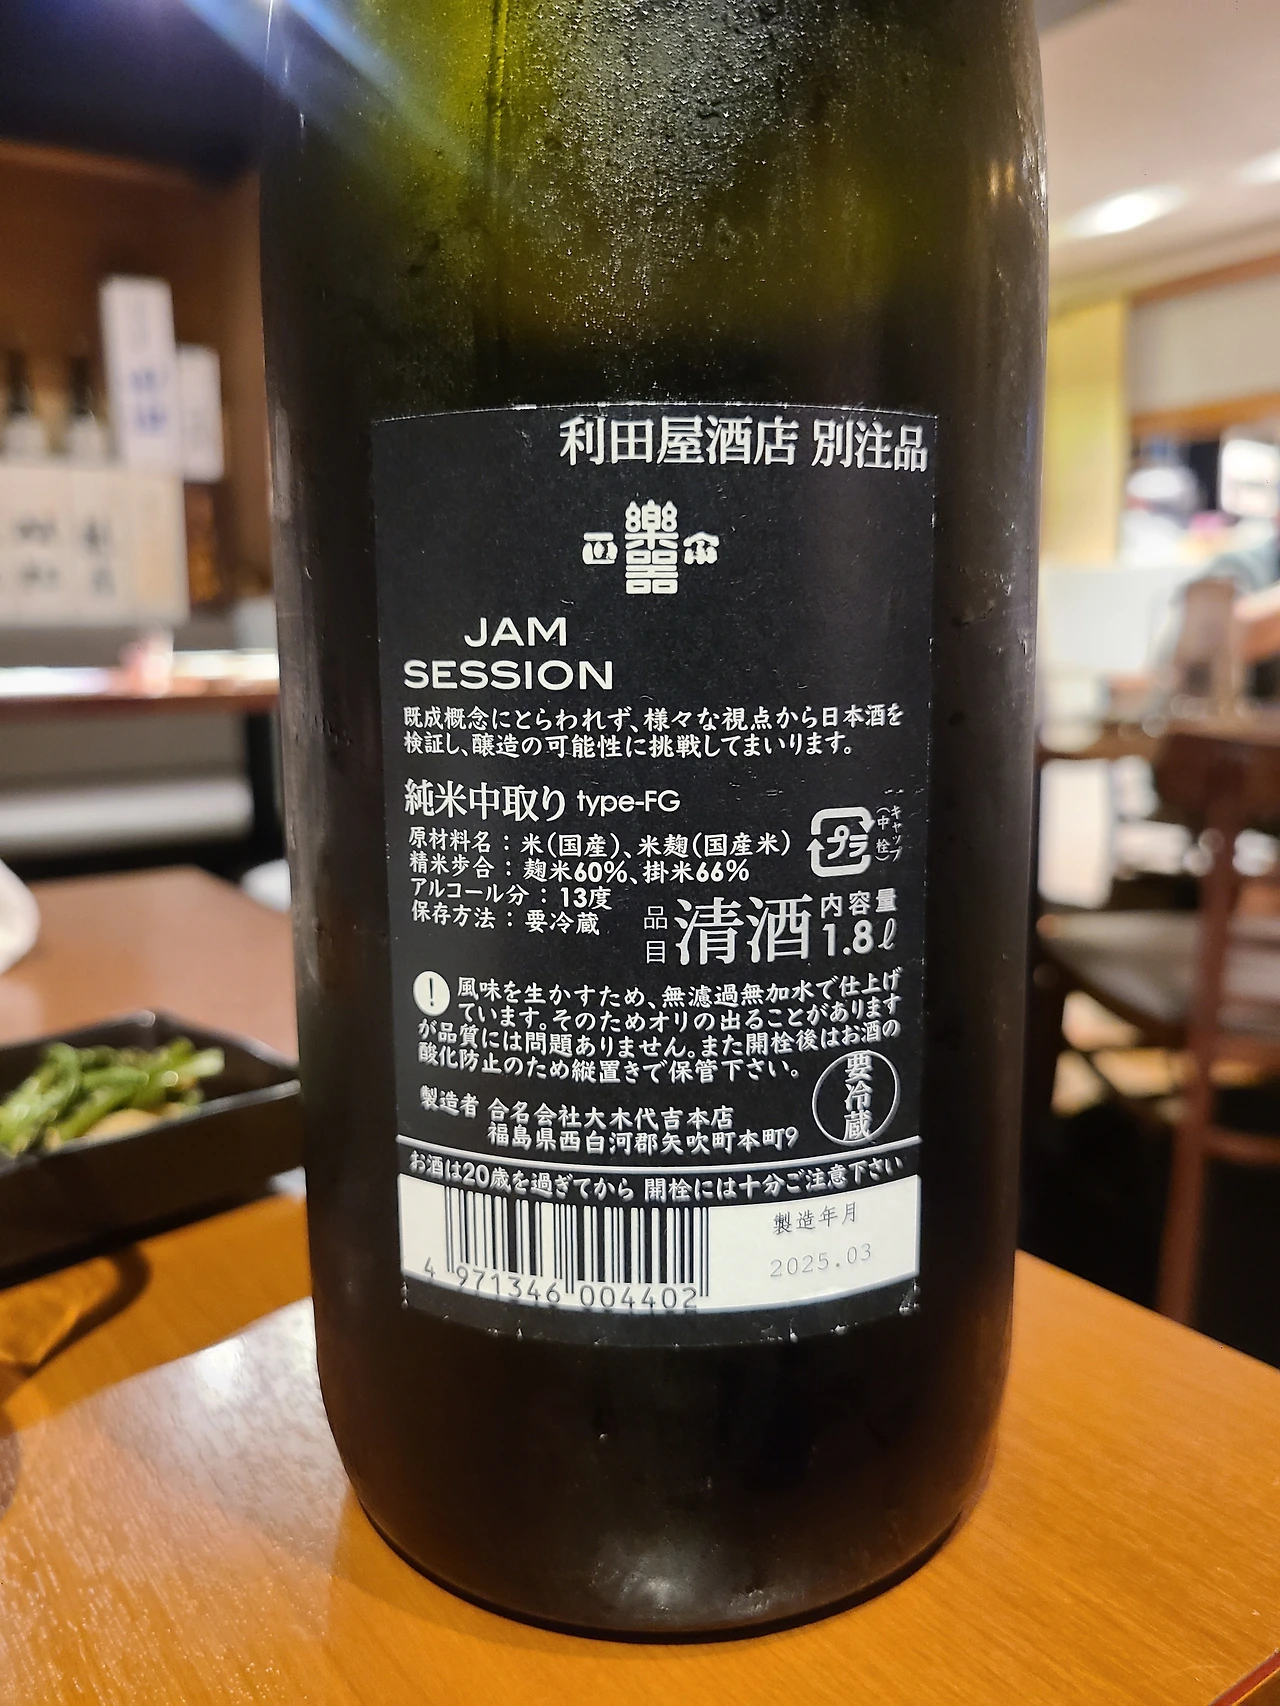 利田屋酒店 別注品
楽器
正
JAM
SESSION
既成概念にとらわれず、様々な視点から日本酒を
検証し、醸造の可能性に挑戦してまいります。
純米中取り type-FG
原材料名：米(国産)、米麹(国産米)
精米歩合：麹米60%、掛米66%
アルコール分：13度
保存方法：要冷蔵
プラ
キャップ
(中栓)
品目 清酒
内容量
1.8ℓ
! 風味を生かすため、無濾過無加水で仕上げ
ています。そのためオリの出ることがあります
が品質には問題ありません。また開栓後はお酒の
酸化防止のため縦置きで保管下さい。
要冷蔵
製造者 合名会社大木代吉本店
福島県西白河郡矢吹町本町9
お酒は20歳を過ぎてから 開栓には十分ご注意下さい
4 971346 004402
製造年月
2025.03